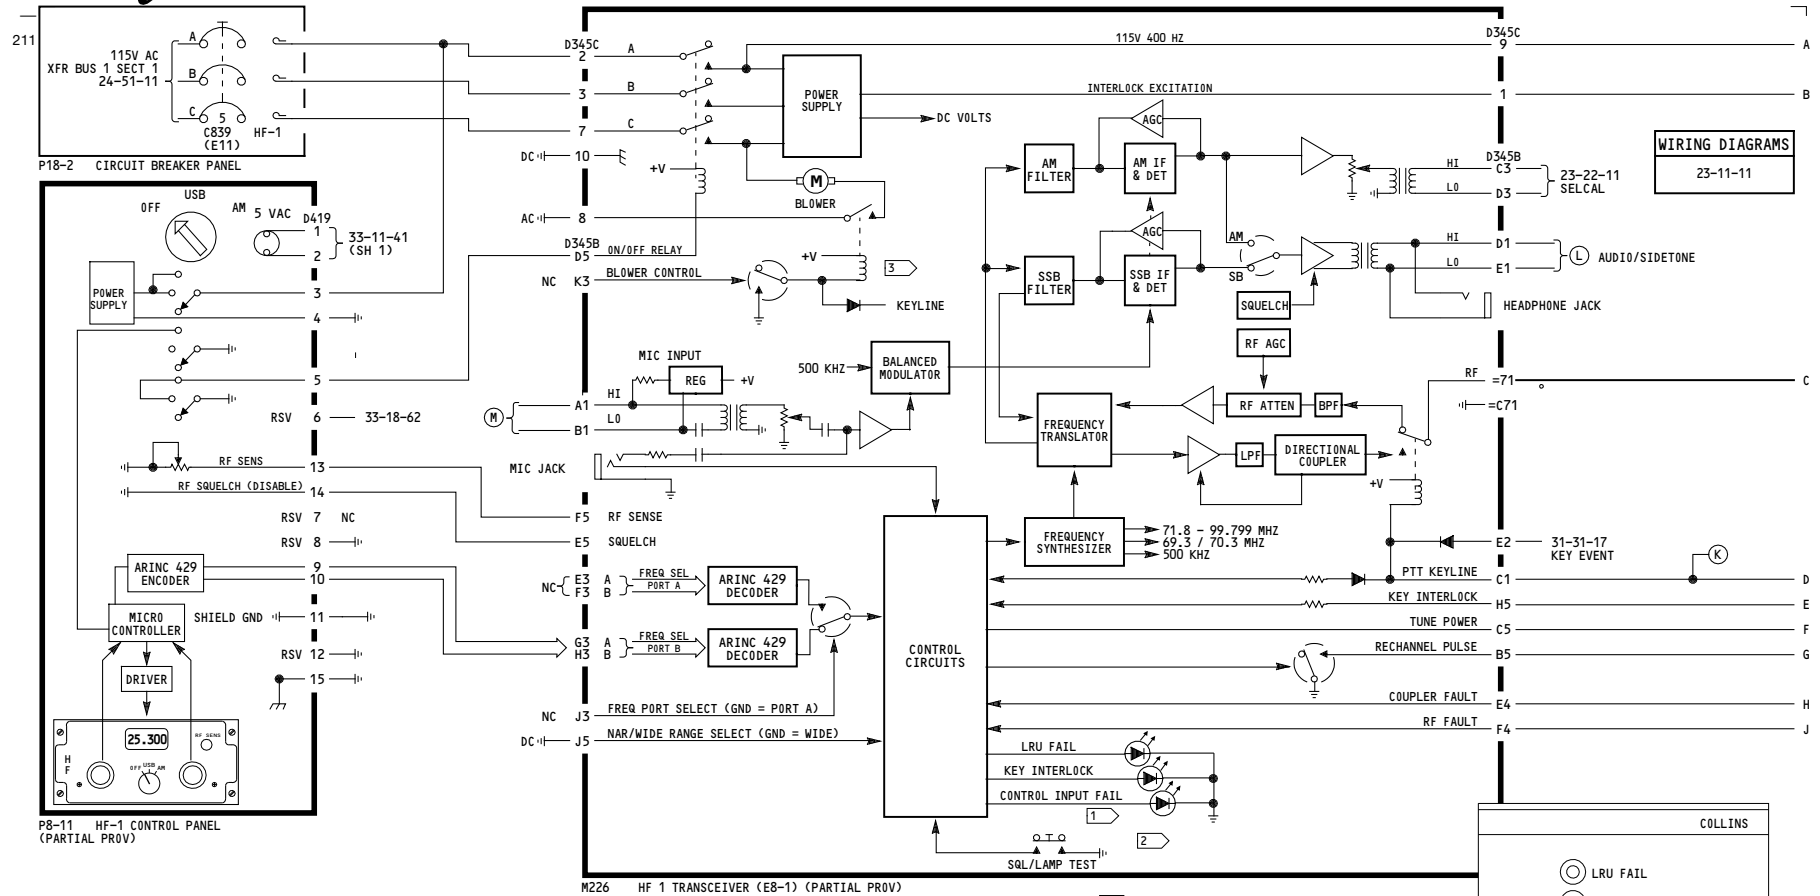 211
A
115V AC
XFR BUS 1 SECT 1
24-51-11
B
C
5
C839
(E11)
HF-1
P18-2 CIRCUIT BREAKER PANEL
USB
OFF
AM
5 VAC
D419
1
2
33-11-41
(SH 1)
POWER
SUPPLY
3
4
5
RSV 6 33-18-62
RF SENS 13
RF SQUELCH (DISABLE) 14
RSV 7 NC
RSV 8
ARINC 429
ENCODER
9
10
MICRO
CONTROLLER
SHIELD GND 11
RSV 12
DRIVER
15
25.300
RF SENS
H
F
OFF USB AM
P8-11 HF-1 CONTROL PANEL
(PARTIAL PROV)
D345C
2 A
3 B
7 C
DC 10
AC 8
D345B
D5 ON/OFF RELAY
NC K3 BLOWER CONTROL
+V
M
BLOWER
+V
3
KEYLINE
POWER
SUPPLY
DC VOLTS
115V 400 HZ
INTERLOCK EXCITATION
D345C
9
1
A
B
AGC
AM
FILTER
AM IF
& DET
AGC
SSB
FILTER
SSB IF
& DET
AM
SB
SQUELCH
RF AGC
D345B
HI C3
LO D3
23-22-11
SELCAL
HI D1
LO E1
L AUDIO/SIDETONE
HEADPHONE JACK
WIRING DIAGRAMS
23-11-11
MIC INPUT
REG
+V
500 KHZ
BALANCED
MODULATOR
M
A1 HI
B1 LO
MIC JACK
FREQUENCY
TRANSLATOR
RF ATTEN
BPF
LPF
DIRECTIONAL
COUPLER
RF =71
C
=C71
+V
F5 RF SENSE
E5 SQUELCH
FREQUENCY
SYNTHESIZER
71.8 - 99.799 MHZ
69.3 / 70.3 MHZ
500 KHZ
E2 31-31-17
KEY EVENT
K
NC E3 A FREQ SEL
F3 B PORT A
ARINC 429
DECODER
G3 A FREQ SEL
H3 B PORT B
ARINC 429
DECODER
CONTROL
CIRCUITS
NC J3 FREQ PORT SELECT (GND = PORT A)
DC J5 NAR/WIDE RANGE SELECT (GND = WIDE)
PTT KEYLINE C1 D
KEY INTERLOCK H5 E
TUNE POWER C5 F
RECHANNEL PULSE B5 G
COUPLER FAULT E4 H
RF FAULT F4 J
LRU FAIL
KEY INTERLOCK
CONTROL INPUT FAIL
1
2
SQL/LAMP TEST
M226 HF 1 TRANSCEIVER (E8-1) (PARTIAL PROV)
COLLINS
LRU FAIL